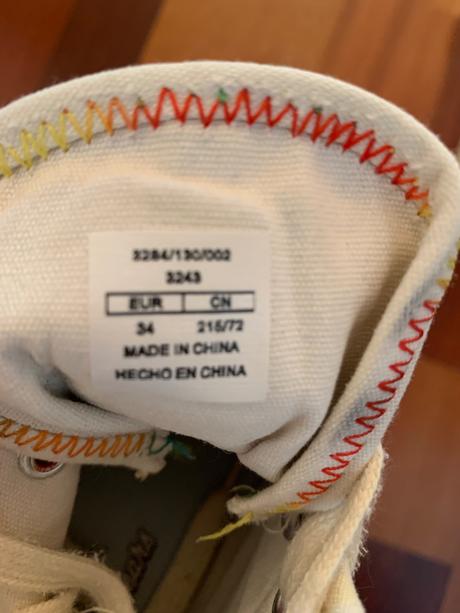 3284/130/002
3243
EUR CN
34 215/72
MADE IN CHINA
HECHO EN CHINA